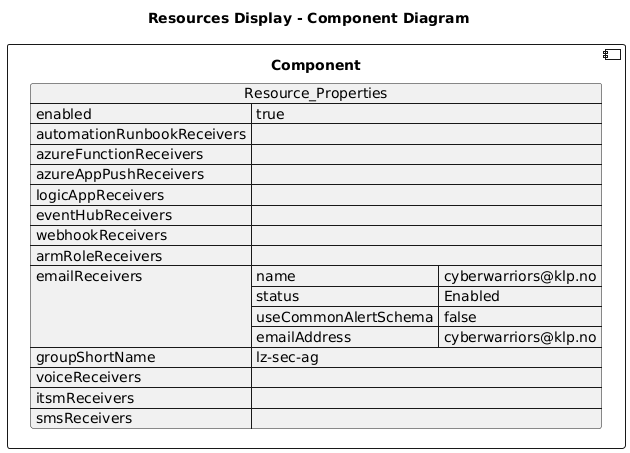 Resources Display - Component Diagram
Component
Resource_Properties
enabled true
automationRunbookReceivers
azureFunctionReceivers
azureAppPushReceivers
logicAppReceivers
eventHubReceivers
webhookReceivers
armRoleReceivers
emailReceivers name cyberwarriors@klp.no
status Enabled
useCommonAlertSchema false
emailAddress cyberwarriors@klp.no
groupShortName lz-sec-ag
voiceReceivers
itsmReceivers
smsReceivers